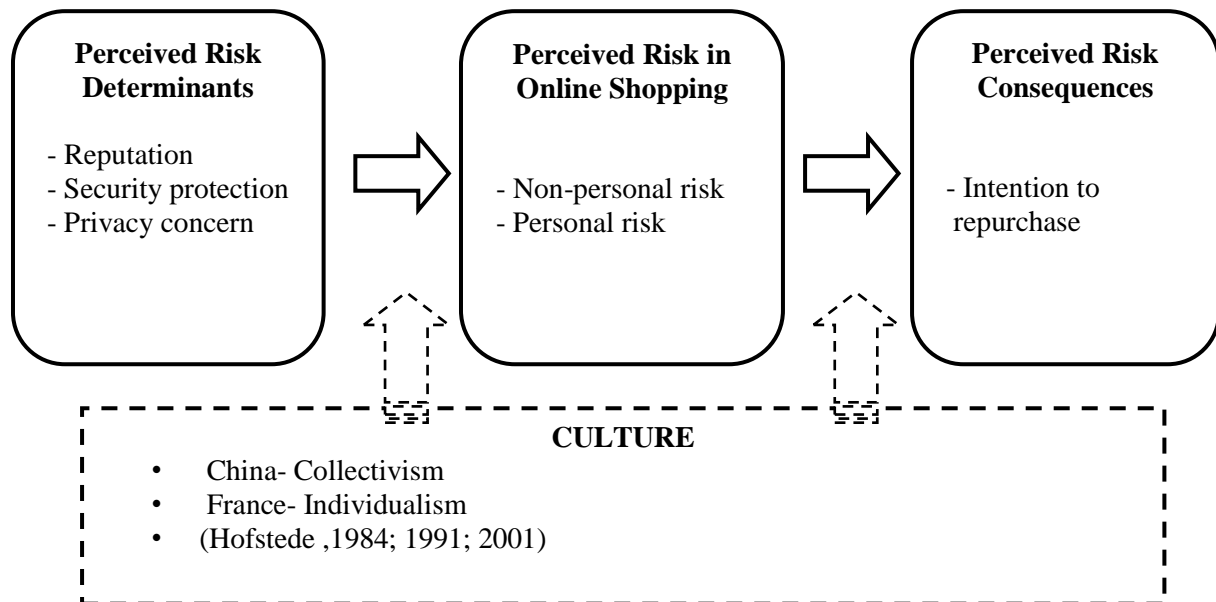 Perceived Risk
Determinants
- Reputation
- Security protection
- Privacy concern
Perceived Risk in
Online Shopping
- Non-personal risk
- Personal risk
Perceived Risk
Consequences
- Intention to
repurchase
CULTURE
• China- Collectivism
• France- Individualism
• (Hofstede ,1984; 1991; 2001)